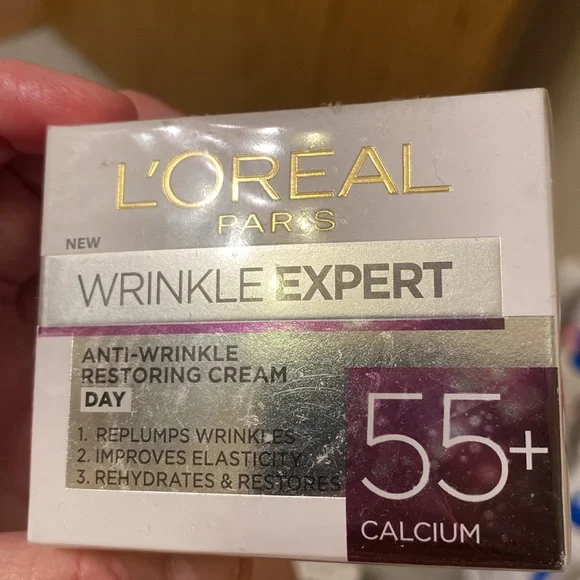 L'ORÉAL
PARIS
NEW
WRINKLE EXPERT
ANTI-WRINKLE
RESTORING CREAM
DAY
1. REPLUMPS WRINKLES
2. IMPROVES ELASTICITY
3. REHYDRATES & RESTORES
55+
CALCIUM